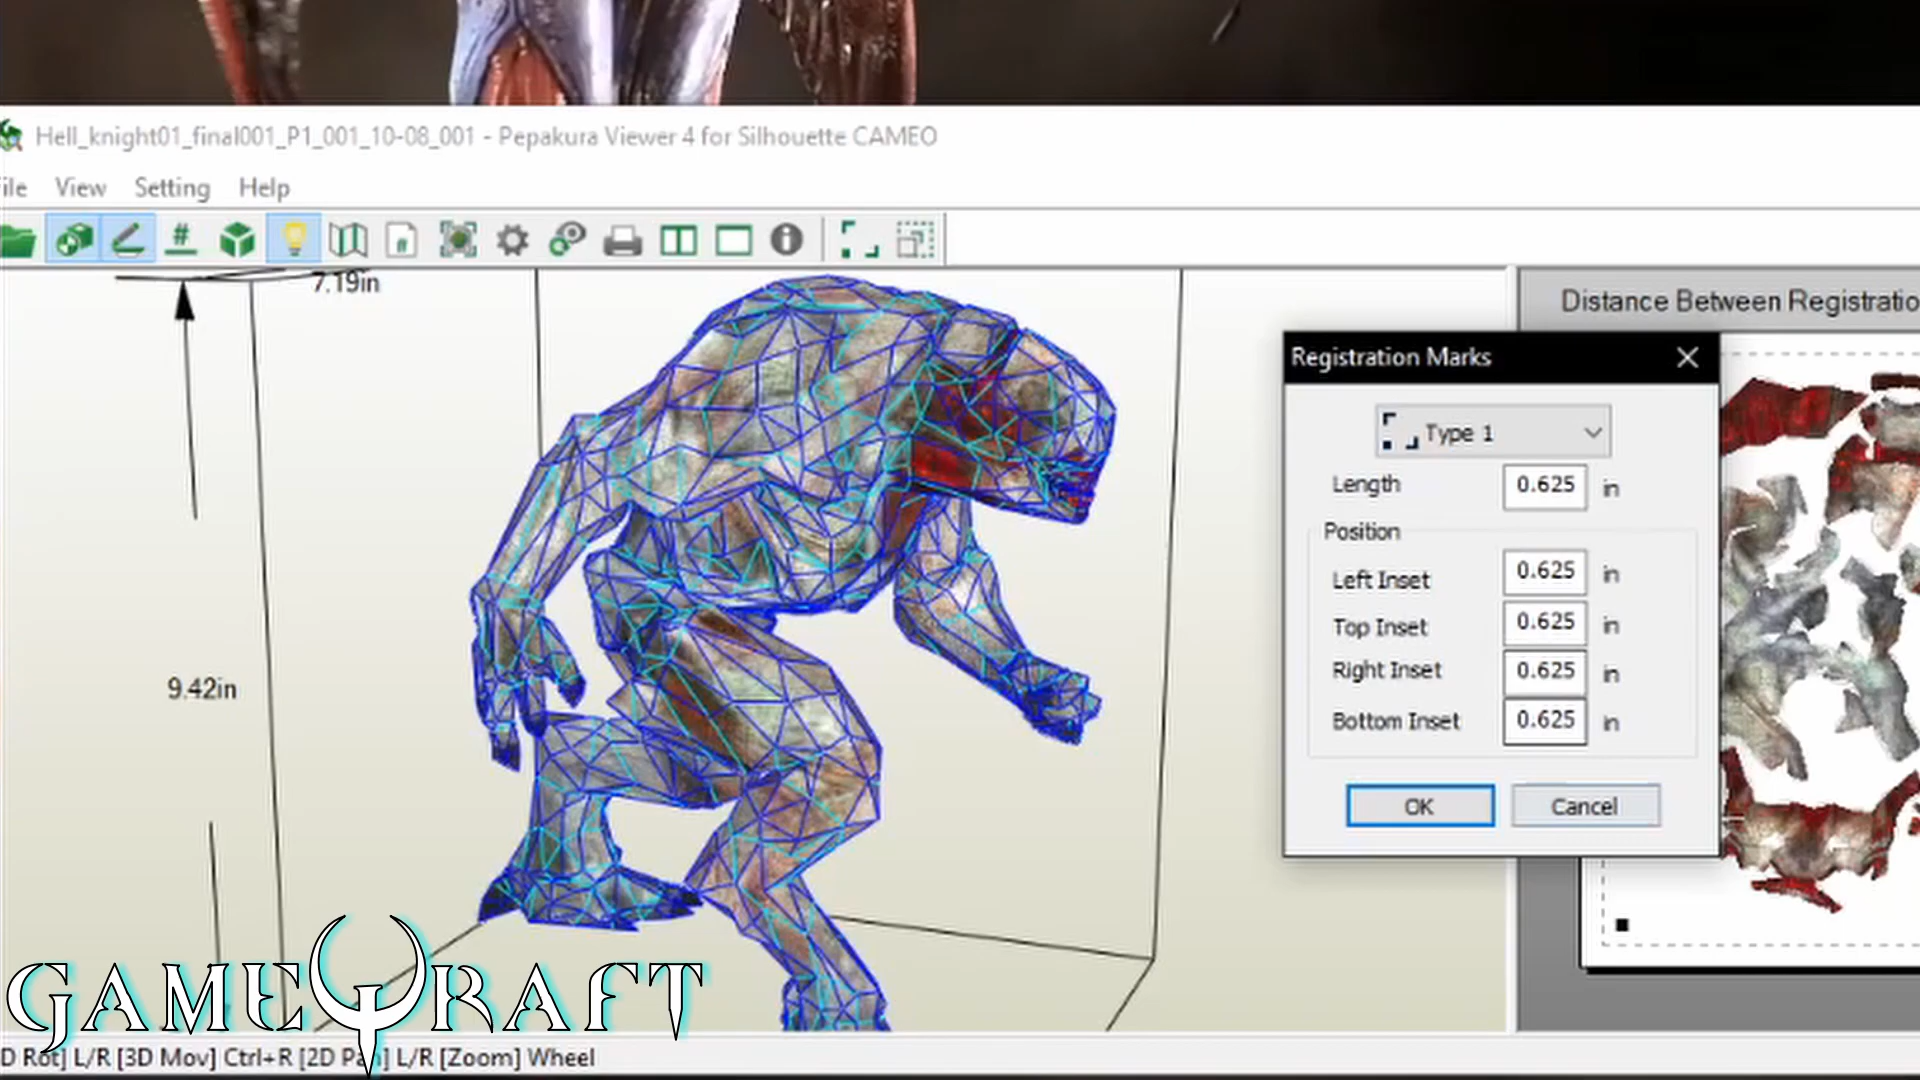 Hell_knight01_final001_P1_001_10-08_001 - Pepakura Viewer 4 for Silhouette CAMEO
ile View Setting Help
# #
7.19in
Distance Between Registratio
Registration Marks
Type 1
Length 0.625 in
Position
Left Inset 0.625 in
Top Inset 0.625 in
Right Inset 0.625 in
Bottom Inset 0.625 in
9.42in
OK Cancel
GAMECRAFT
D Rot] L/R [3D Mov] Ctrl+R [2D Pan] L/R [Zoom] Wheel